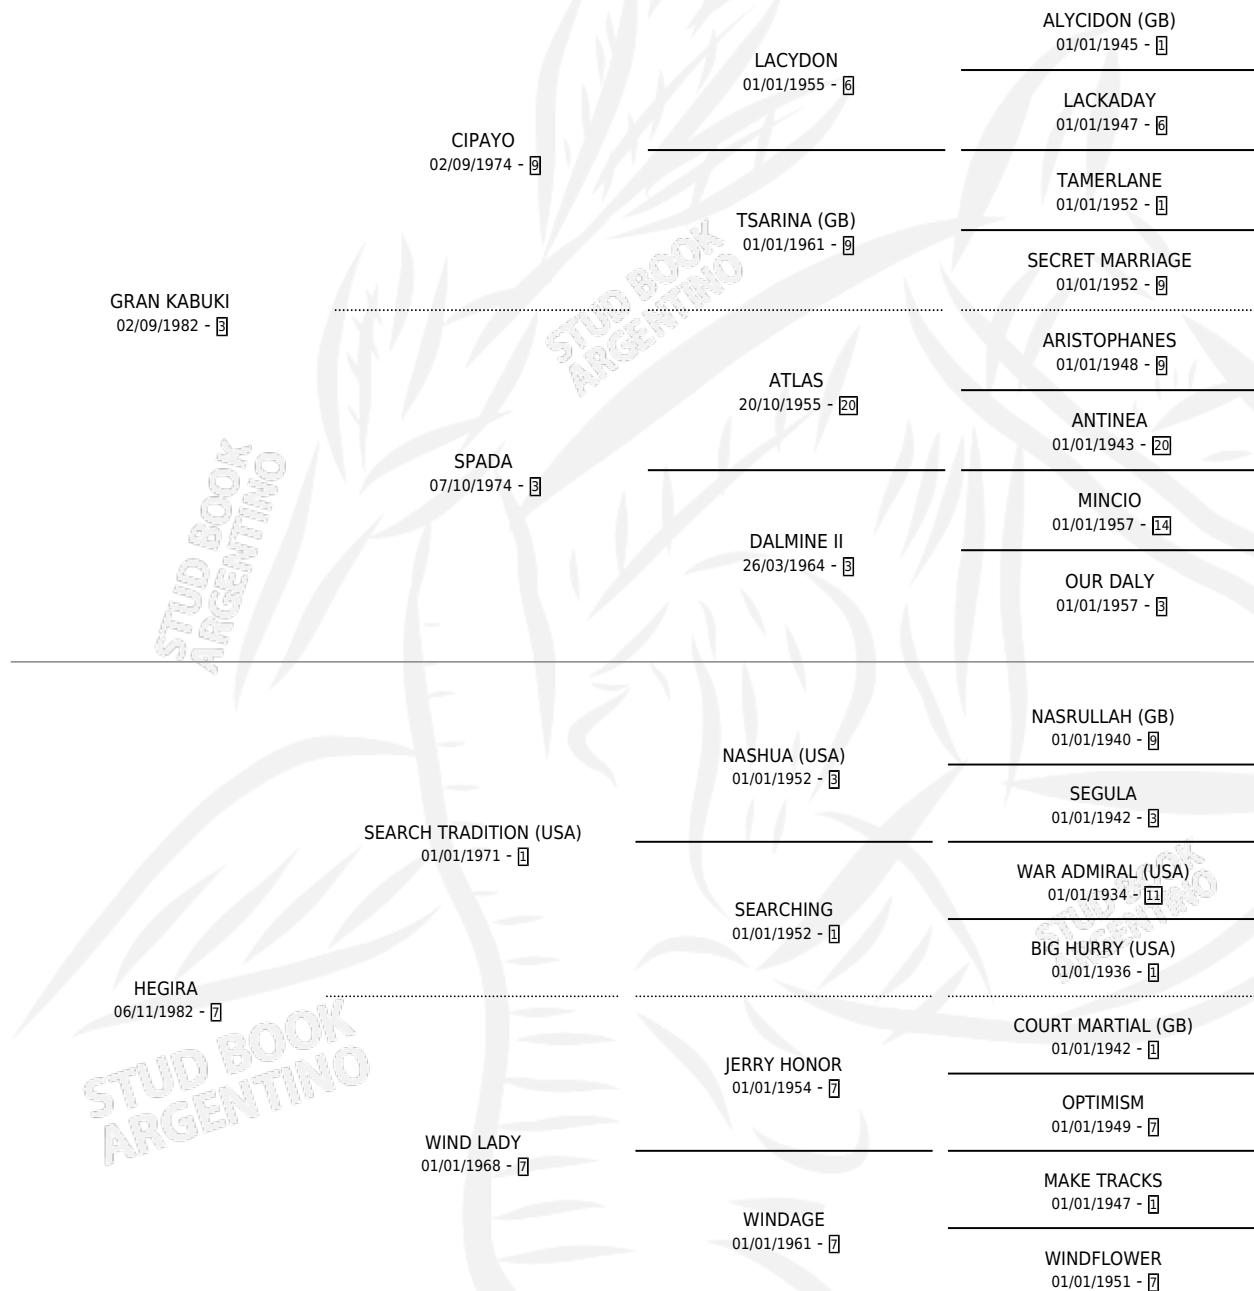 ALYCIDON (GB)
01/01/1945 - 1
LACYDON
01/01/1955 - 6
LACKADAY
01/01/1947 - 6
CIPAYO
02/09/1974 - 9
TAMERLANE
01/01/1952 - 1
TSARINA (GB)
01/01/1961 - 9
SECRET MARRIAGE
01/01/1952 - 9
GRAN KABUKI
02/09/1982 - 3
ARISTOPHANES
01/01/1948 - 9
ATLAS
20/10/1955 - 20
ANTINEA
01/01/1943 - 20
SPADA
07/10/1974 - 3
MINCIO
01/01/1957 - 14
DALMINE II
26/03/1964 - 3
OUR DALY
01/01/1957 - 3
STUD BOOK
ARGENTINO
STUD BOOK
ARGENTINO
NASRULLAH (GB)
01/01/1940 - 9
NASHUA (USA)
01/01/1952 - 3
SEGULA
01/01/1942 - 3
SEARCH TRADITION (USA)
01/01/1971 - 1
WAR ADMIRAL (USA)
01/01/1934 - 11
SEARCHING
01/01/1952 - 1
BIG HURRY (USA)
01/01/1936 - 1
STUD BOOK
ARGENTINO
HEGIRA
06/11/1982 - 7
COURT MARTIAL (GB)
01/01/1942 - 1
JERRY HONOR
01/01/1954 - 7
OPTIMISM
01/01/1949 - 7
STUD BOOK
ARGENTINO
WIND LADY
01/01/1968 - 7
MAKE TRACKS
01/01/1947 - 1
WINDAGE
01/01/1961 - 7
WINDFLOWER
01/01/1951 - 7